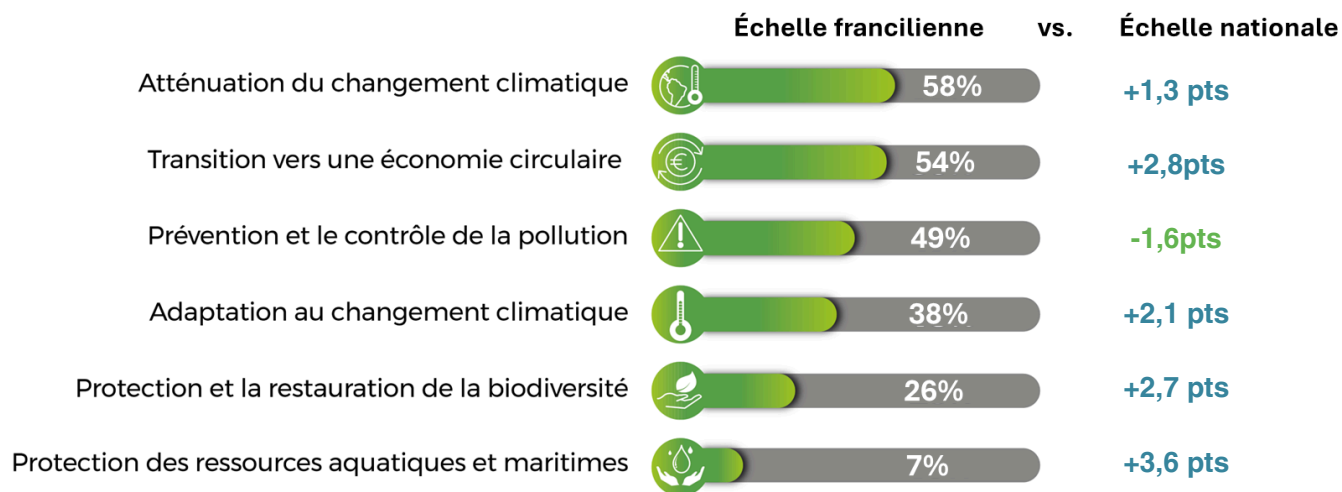 Échelle francilienne vs. Échelle nationale
Atténuation du changement climatique 58% +1,3 pts
Transition vers une économie circulaire 54% +2,8pts
Prévention et le contrôle de la pollution 49% -1,6pts
Adaptation au changement climatique 38% +2,1 pts
Protection et la restauration de la biodiversité 26% +2,7 pts
Protection des ressources aquatiques et maritimes 7% +3,6 pts